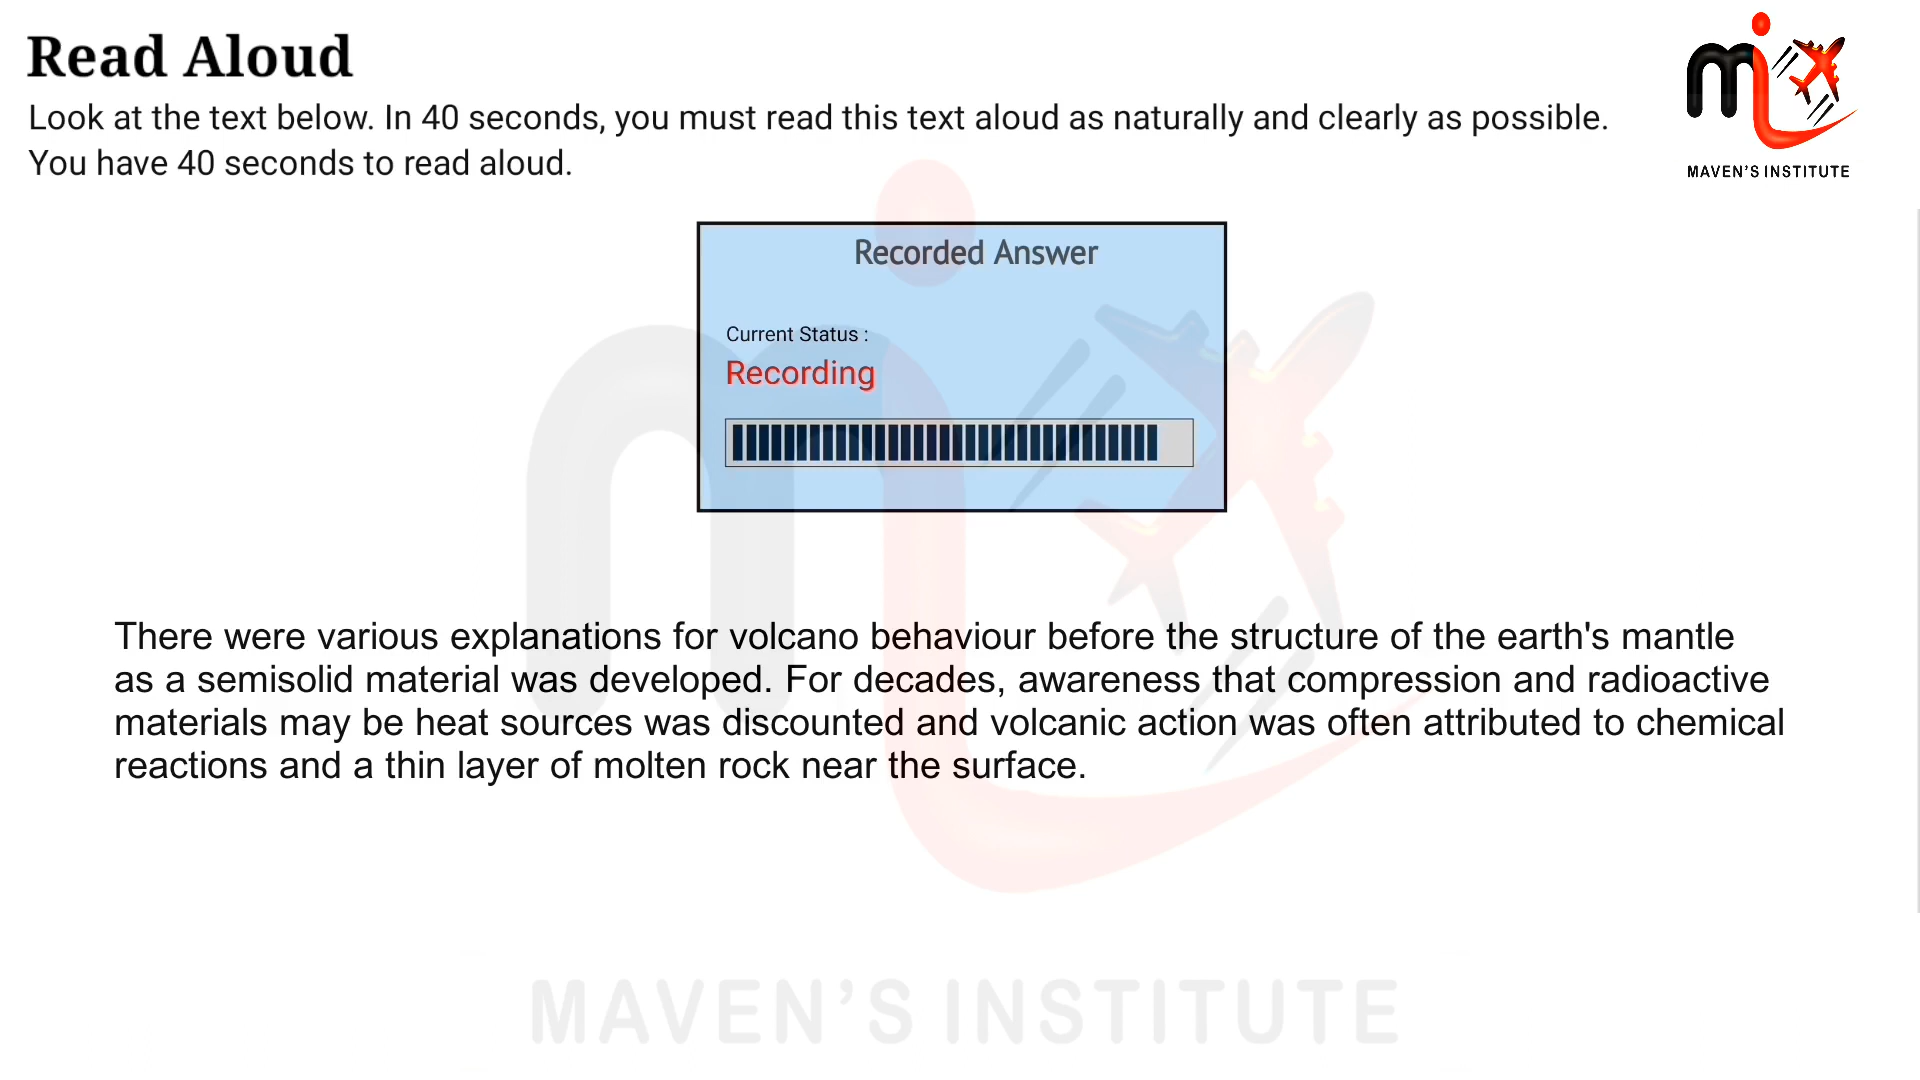 Read Aloud
Look at the text below. In 40 seconds, you must read this text aloud as naturally and clearly as possible.
You have 40 seconds to read aloud.
mi
MAVEN'S INSTITUTE
Recorded Answer
Current Status :
Recording
There were various explanations for volcano behaviour before the structure of the earth's mantle
as a semisolid material was developed. For decades, awareness that compression and radioactive
materials may be heat sources was discounted and volcanic action was often attributed to chemical
reactions and a thin layer of molten rock near the surface.
mi
MAVEN'S INSTITUTE